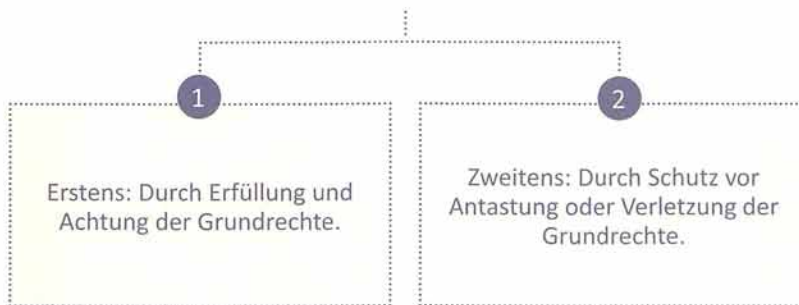 1
Erstens: Durch Erfüllung und
Achtung der Grundrechte.
2
Zweitens: Durch Schutz vor
Antastung oder Verletzung der
Grundrechte.